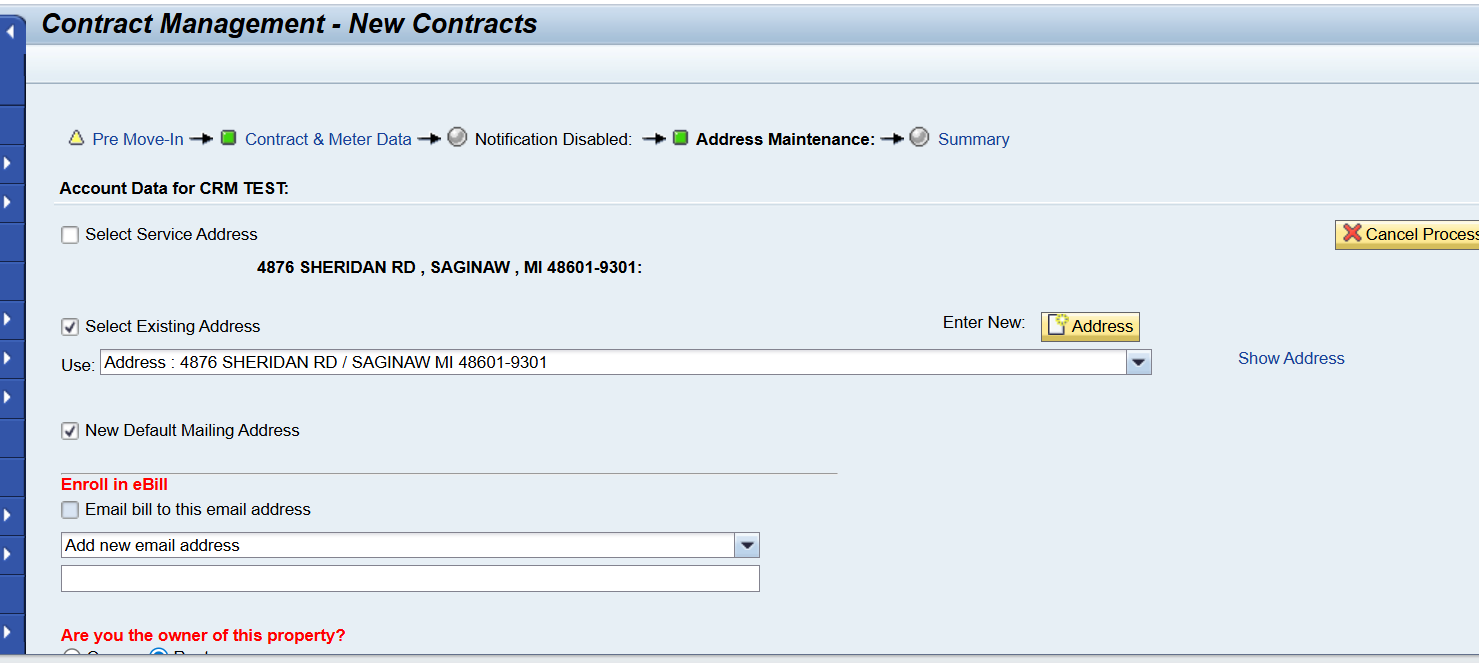 Contract Management - New Contracts
Pre Move-In Contract & Meter Data Notification Disabled: Address Maintenance: Summary
Account Data for CRM TEST:
Select Service Address
Cancel Process
4876 SHERIDAN RD , SAGINAW , MI 48601-9301:
Select Existing Address
Enter New: Address
Use: Address : 4876 SHERIDAN RD / SAGINAW MI 48601-9301
Show Address
New Default Mailing Address
Enroll in eBill
Email bill to this email address
Add new email address
Are you the owner of this property?